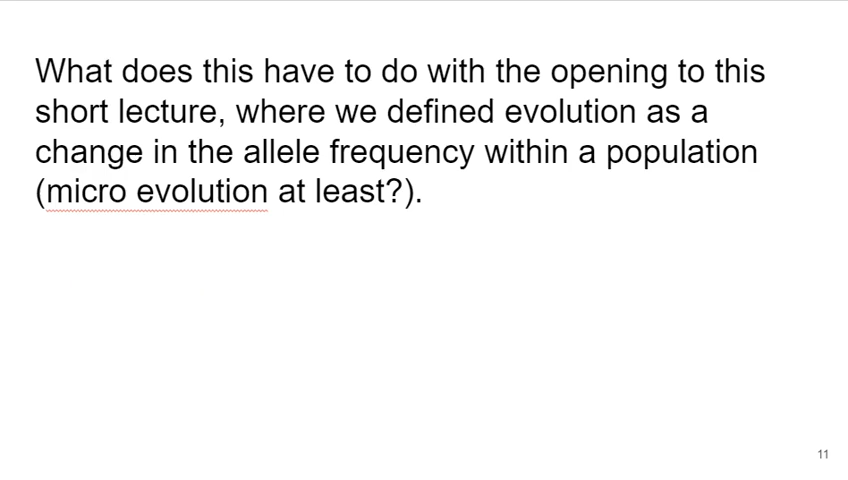 What does this have to do with the opening to this
short lecture, where we defined evolution as a
change in the allele frequency within a population
(micro evolution at least?).
11